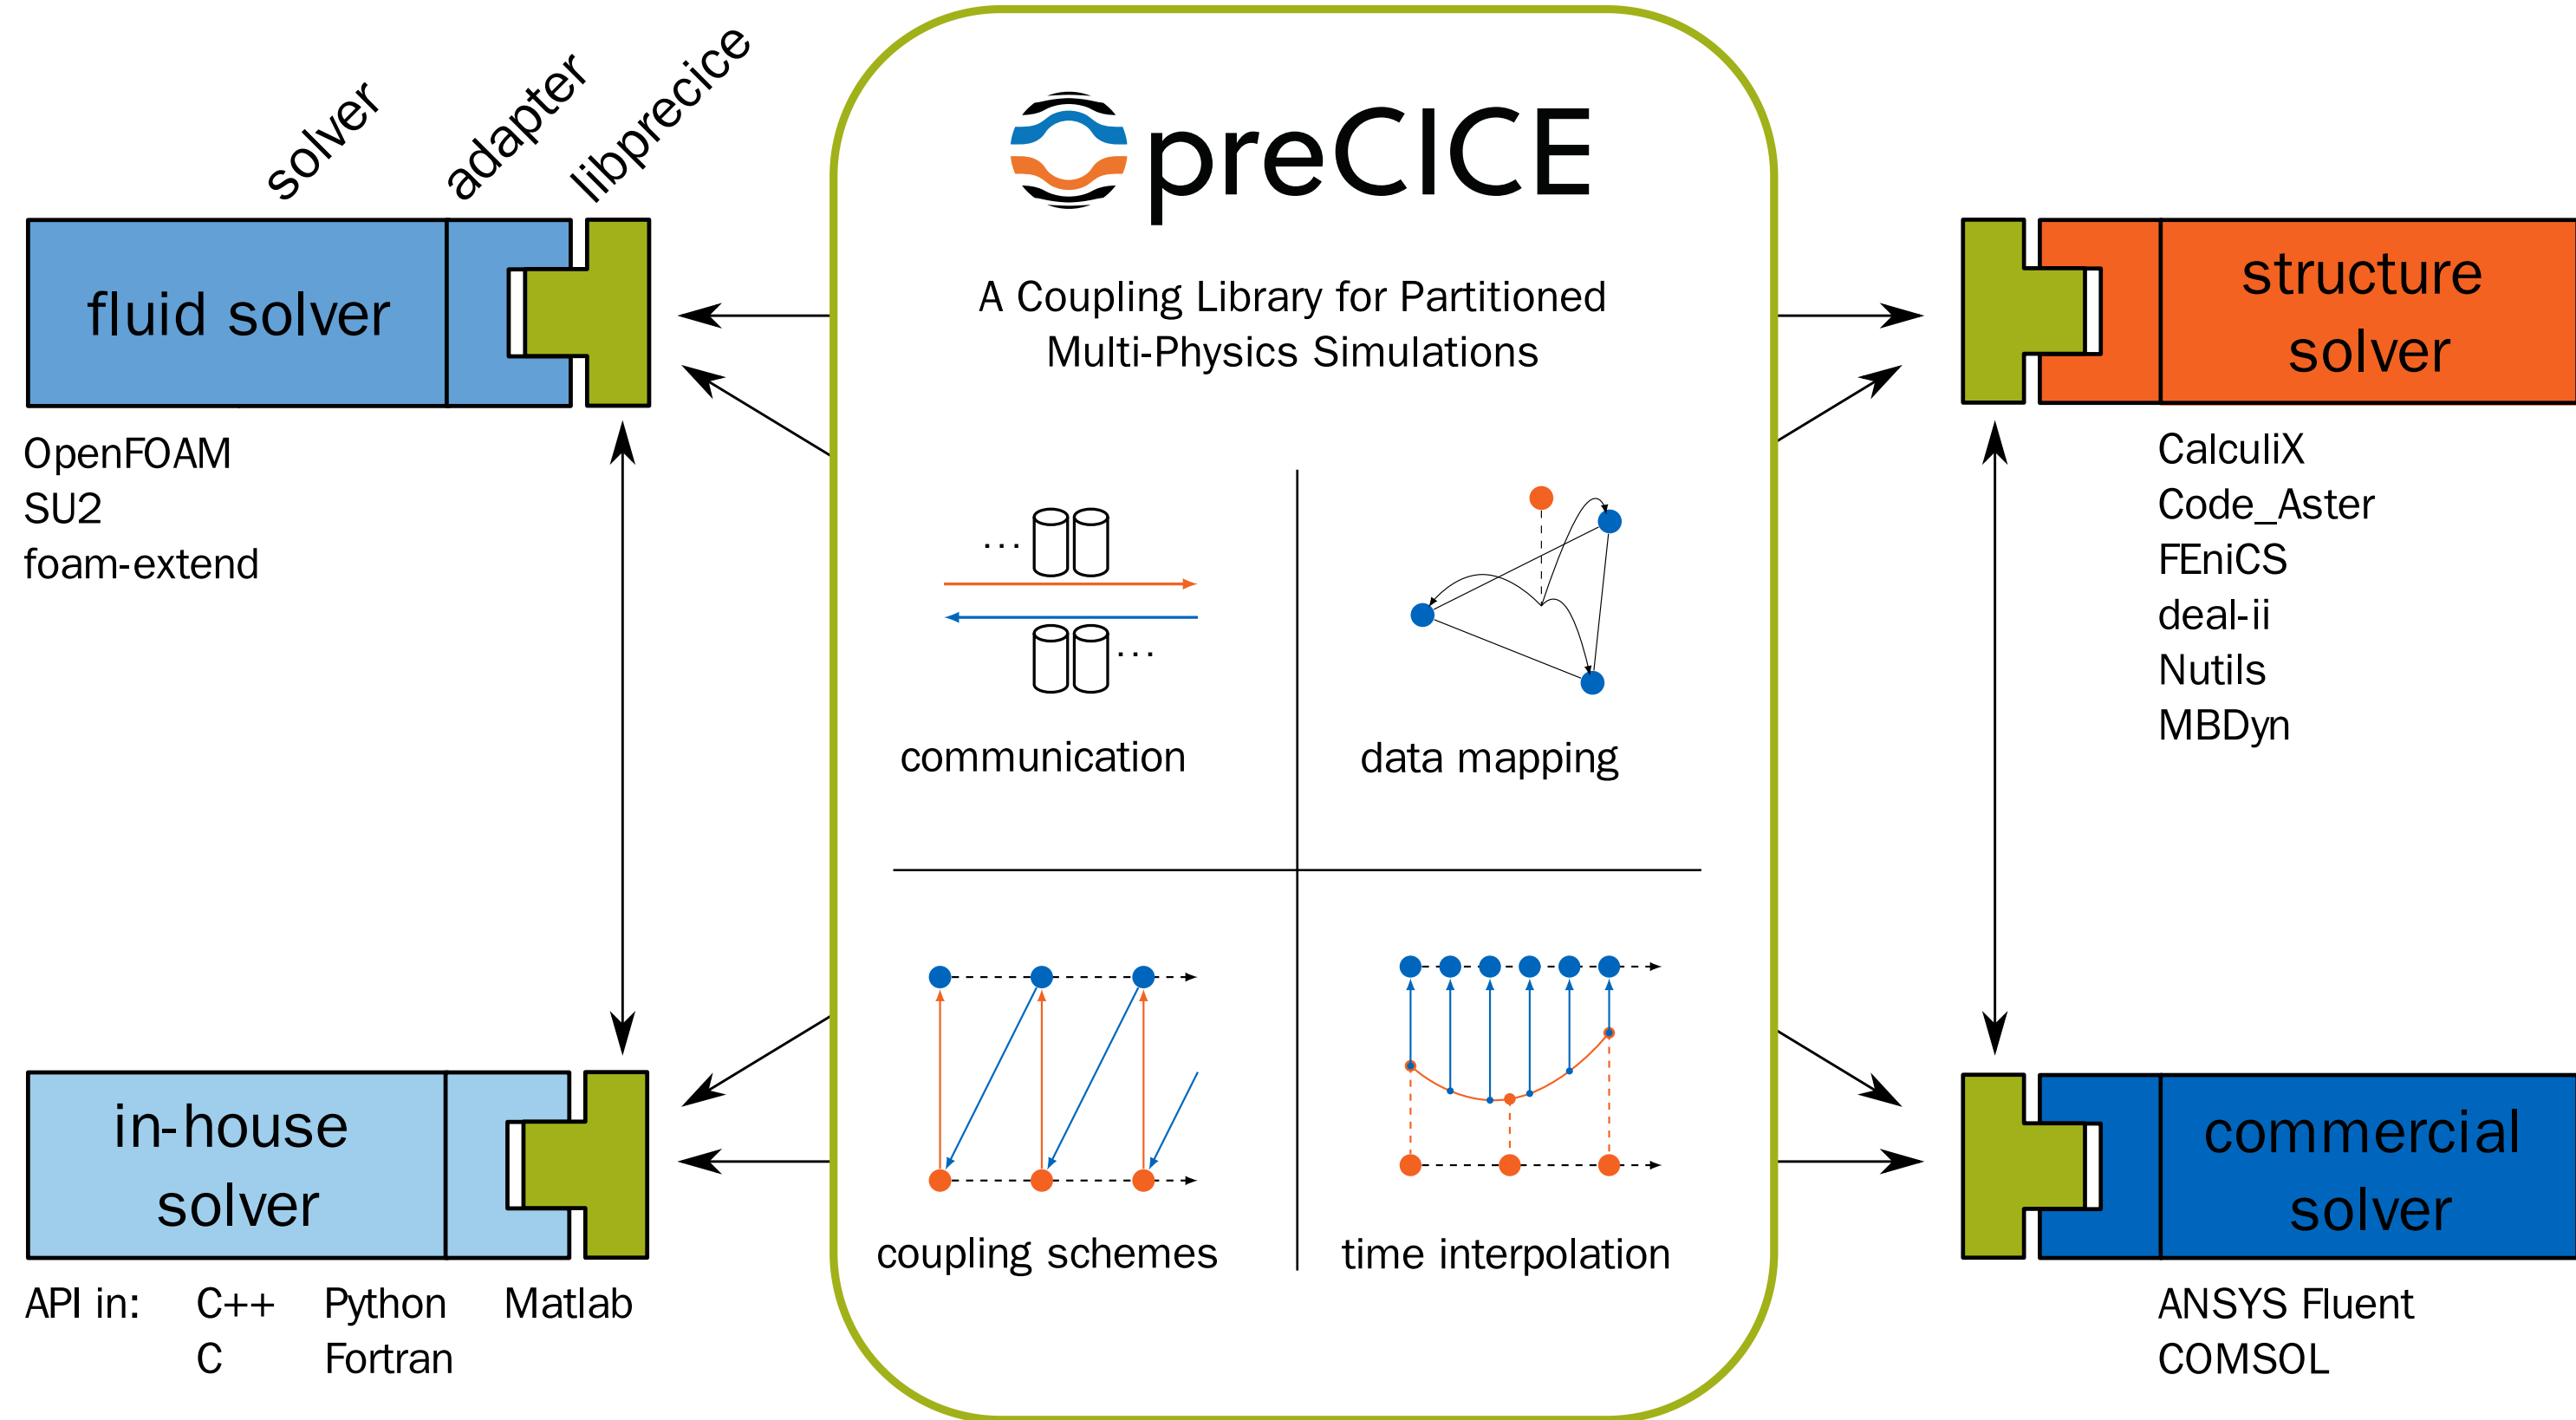 solver
adapter
libprecice
fluid solver
OpenFOAM
SU2
foam-extend
preCICE
A Coupling Library for Partitioned
Multi-Physics Simulations
...
...
communication
data mapping
coupling schemes
time interpolation
structure
solver
CalculiX
Code_Aster
FEniCS
deal-ii
Nutils
MBDyn
in-house
solver
API in: C++ Python Matlab
C Fortran
commercial
solver
ANSYS Fluent
COMSOL